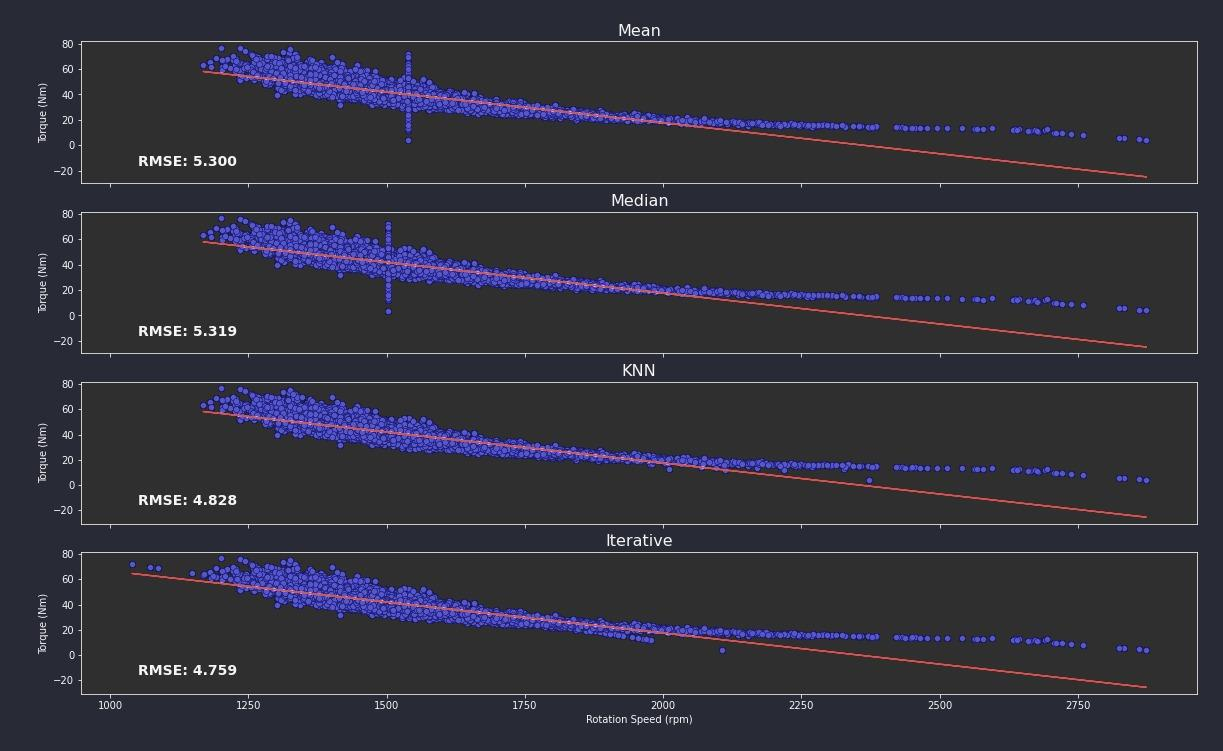 Mean
80
60
40
20
0
−20
Torque (Nm)
RMSE: 5.300
Median
80
60
40
20
0
−20
Torque (Nm)
RMSE: 5.319
KNN
80
60
40
20
0
−20
Torque (Nm)
RMSE: 4.828
Iterative
80
60
40
20
0
−20
Torque (Nm)
RMSE: 4.759
1000 1250 1500 1750 2000 2250 2500 2750
Rotation Speed (rpm)